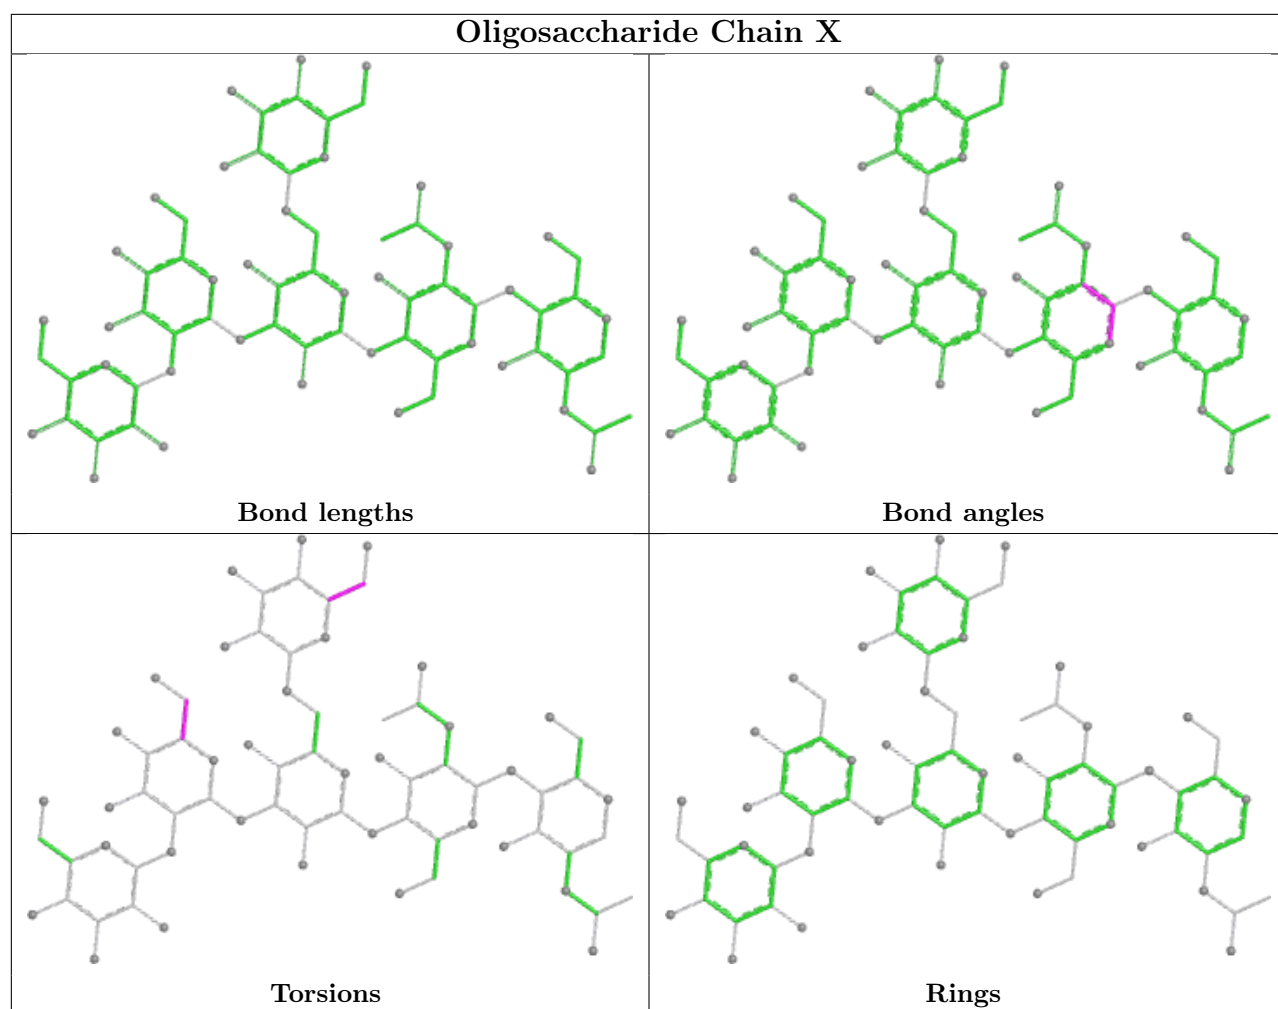 Oligosaccharide Chain X
Bond lengths
Bond angles
Torsions
Rings